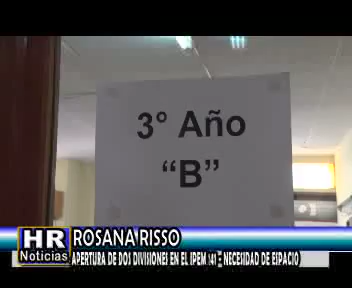 3° Año
“B”
HR
Noticias
ROSANA RISSO
APERTURA DE DOS DIVISIONES EN EL IPEM 141 - NECESIDAD DE ESPACIO